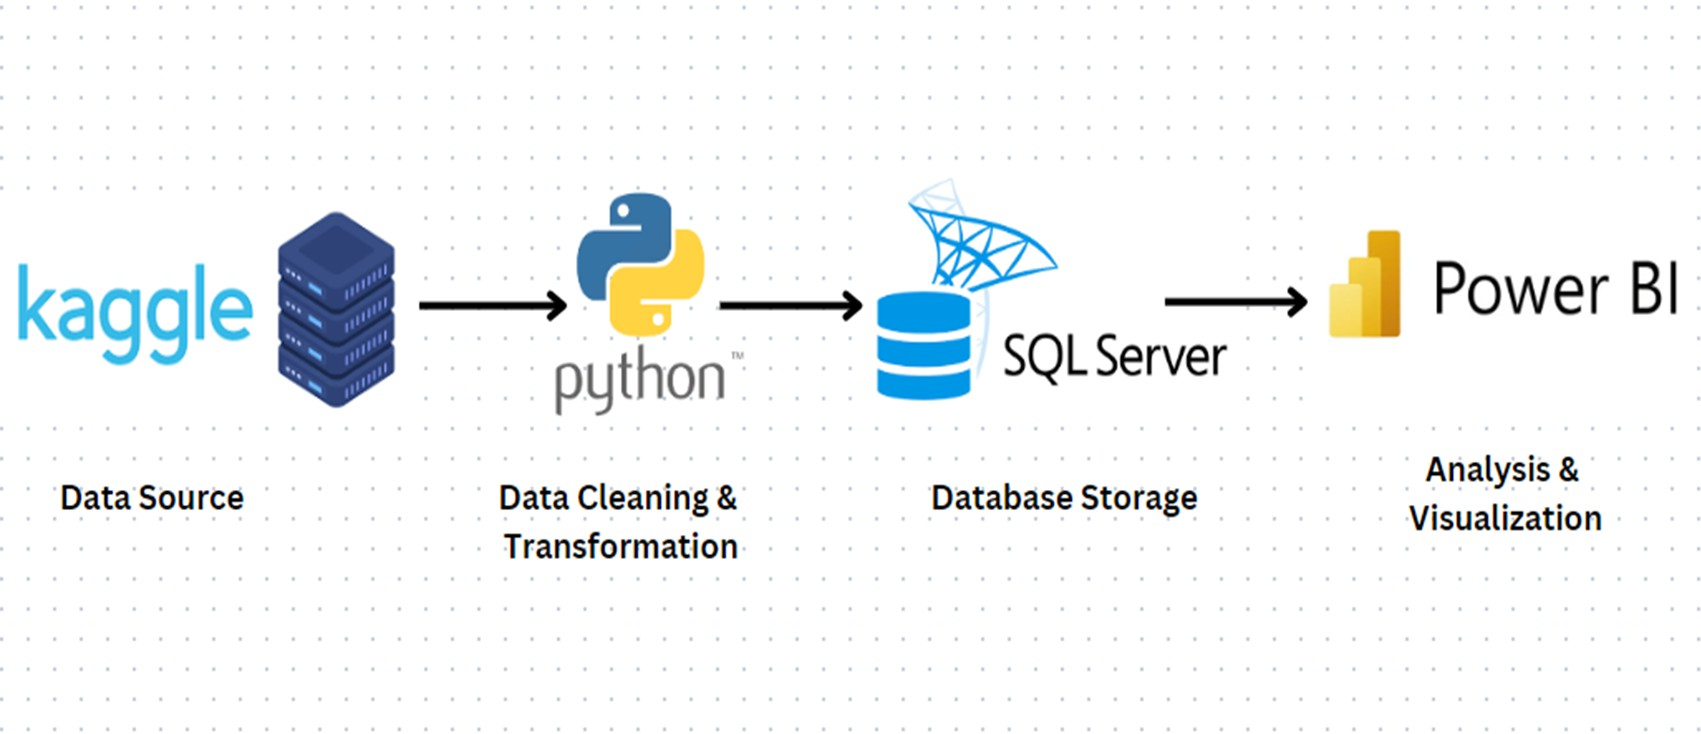 kaggle
python™
SQL Server
Power BI
Data Source
Data Cleaning &
Transformation
Database Storage
Analysis &
Visualization